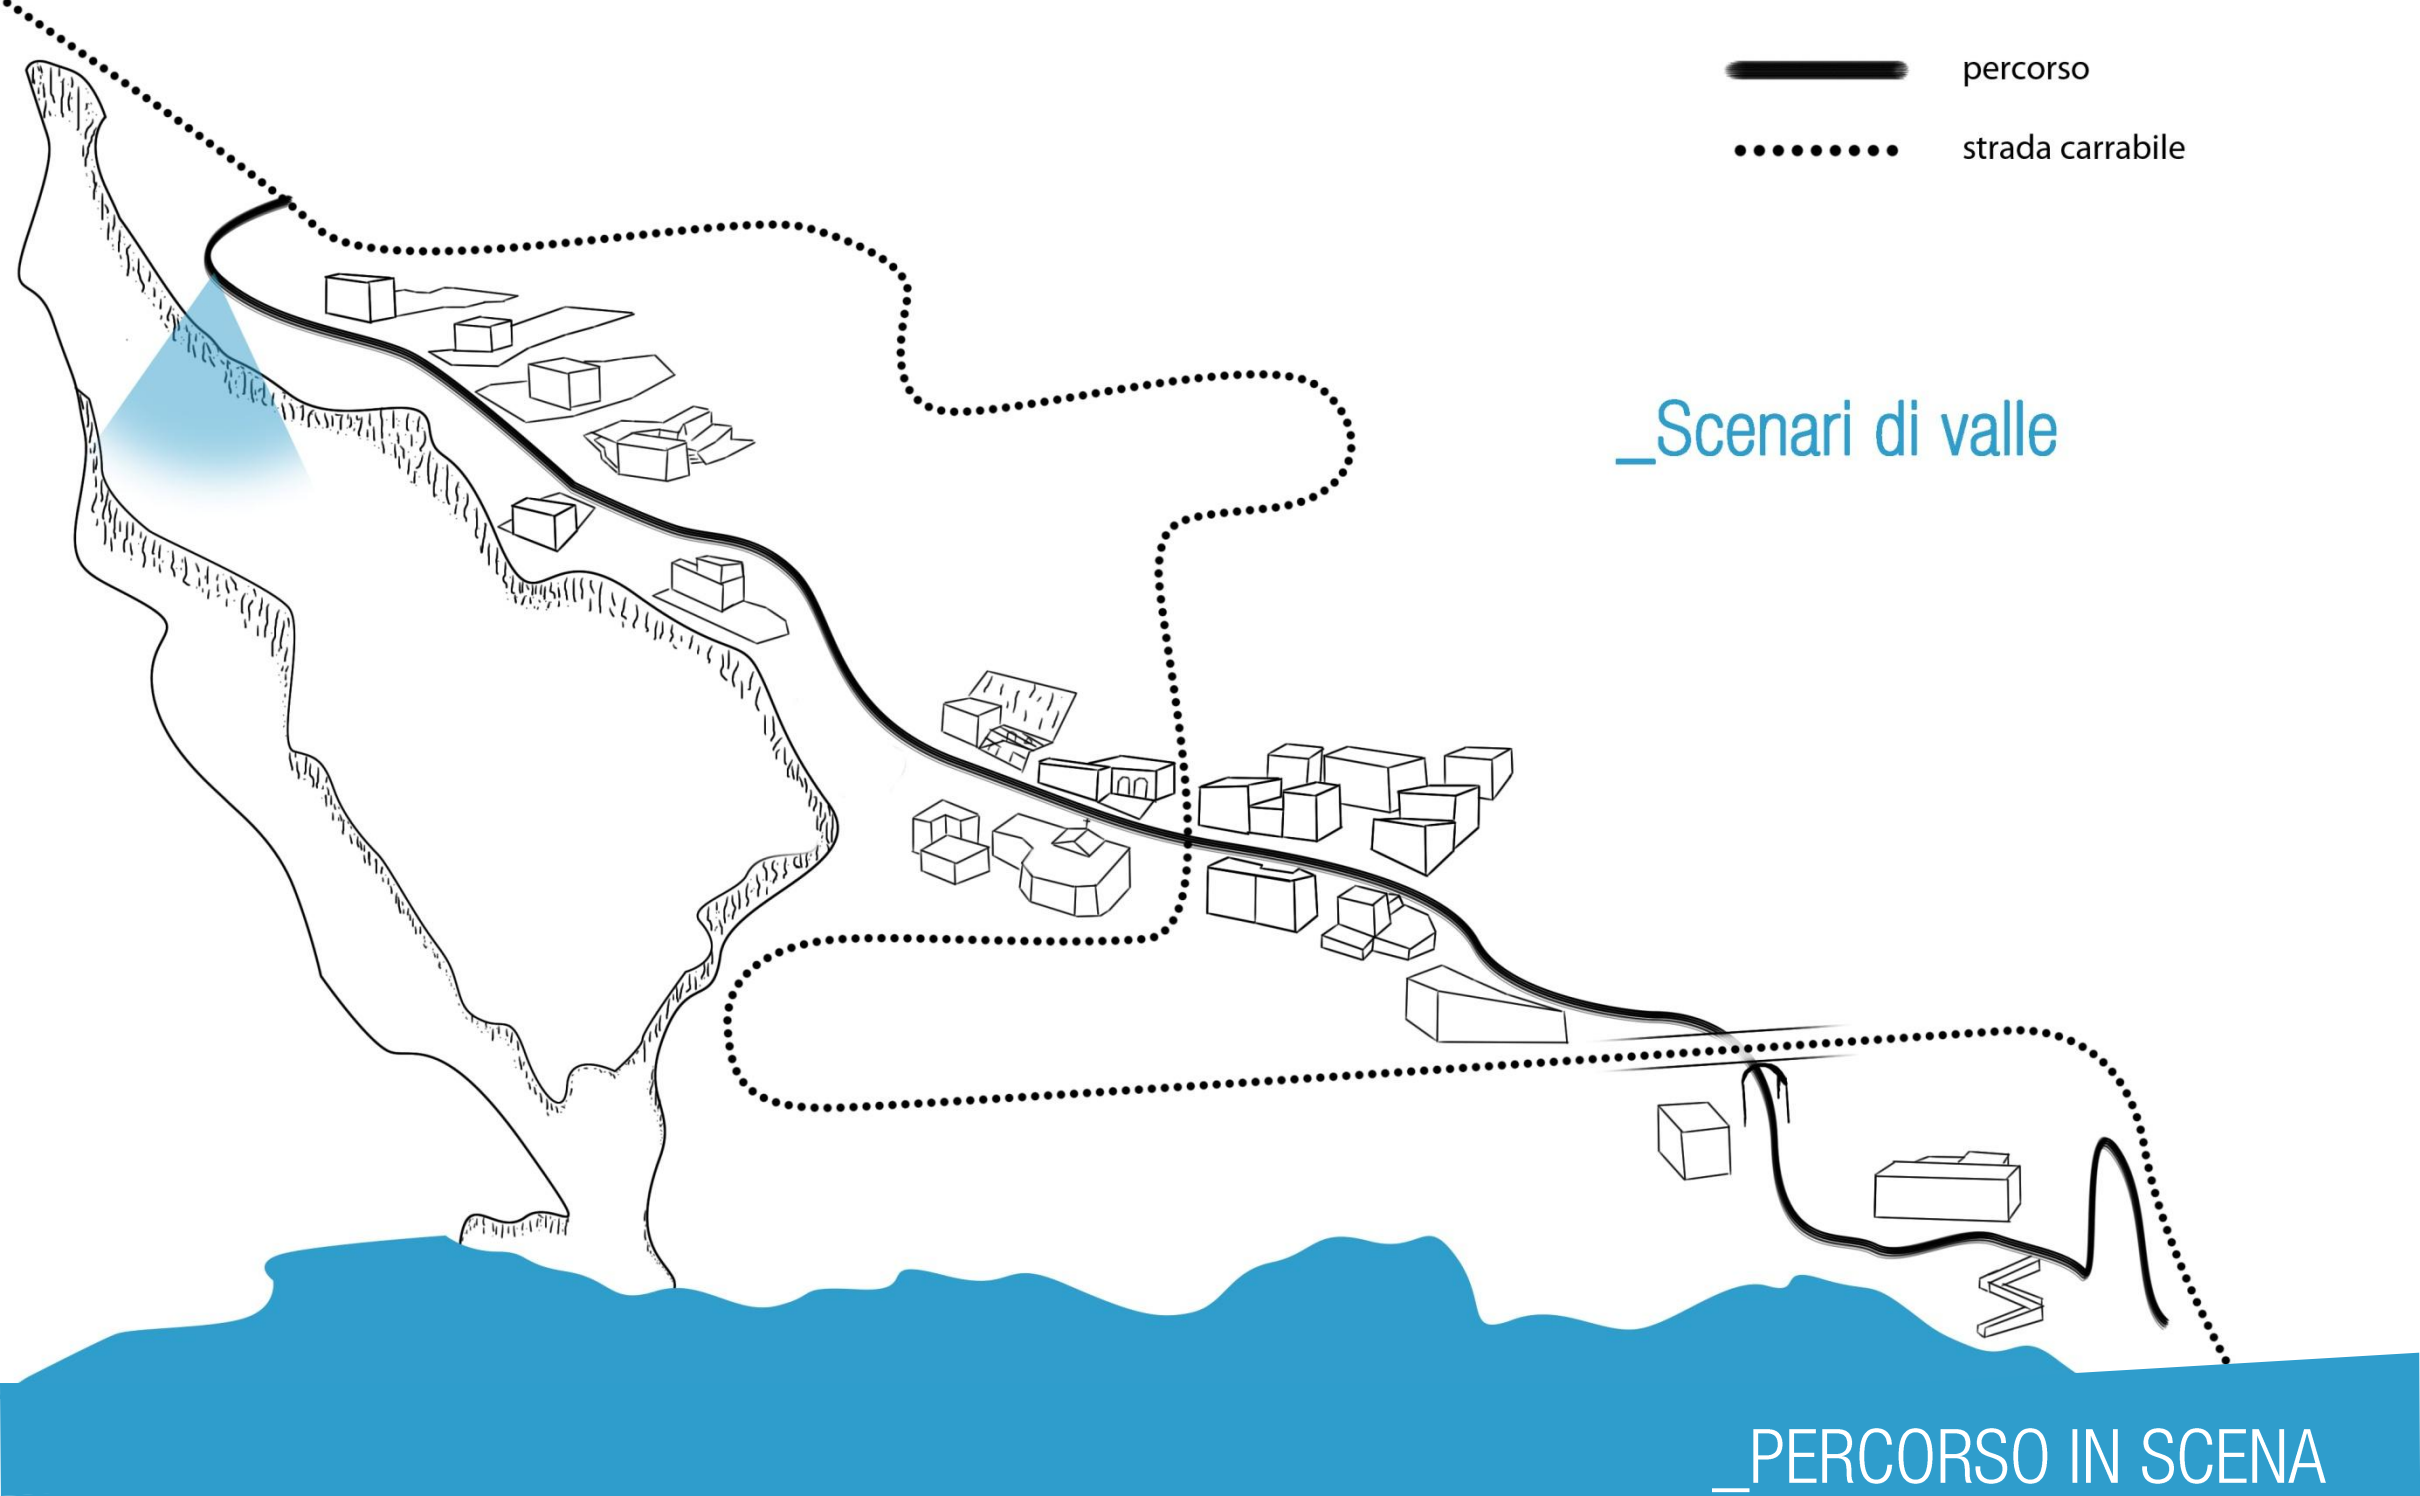 percorso
strada carrabile
_Scenari di valle
_PERCORSO IN SCENA